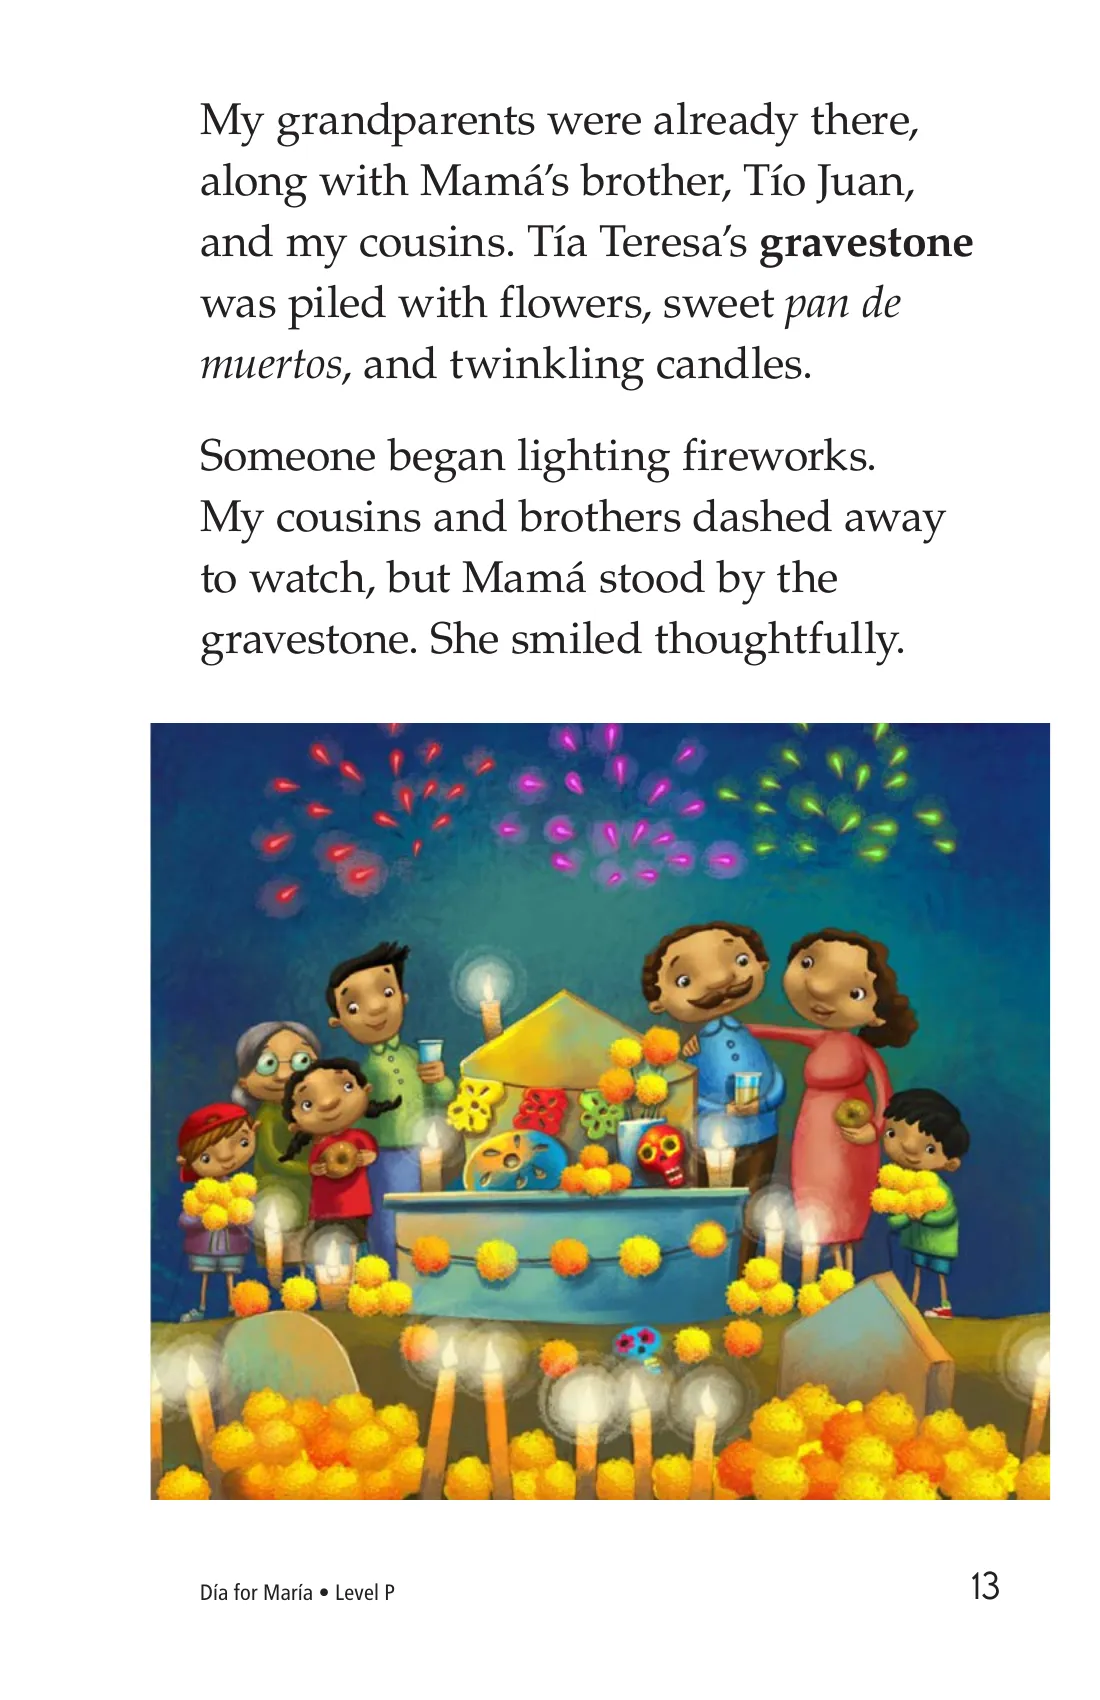 My grandparents were already there,
along with Mamá’s brother, Tío Juan,
and my cousins. Tía Teresa’s gravestone
was piled with flowers, sweet pan de
muertos, and twinkling candles.
Someone began lighting fireworks.
My cousins and brothers dashed away
to watch, but Mamá stood by the
gravestone. She smiled thoughtfully.
Día for María • Level P
13